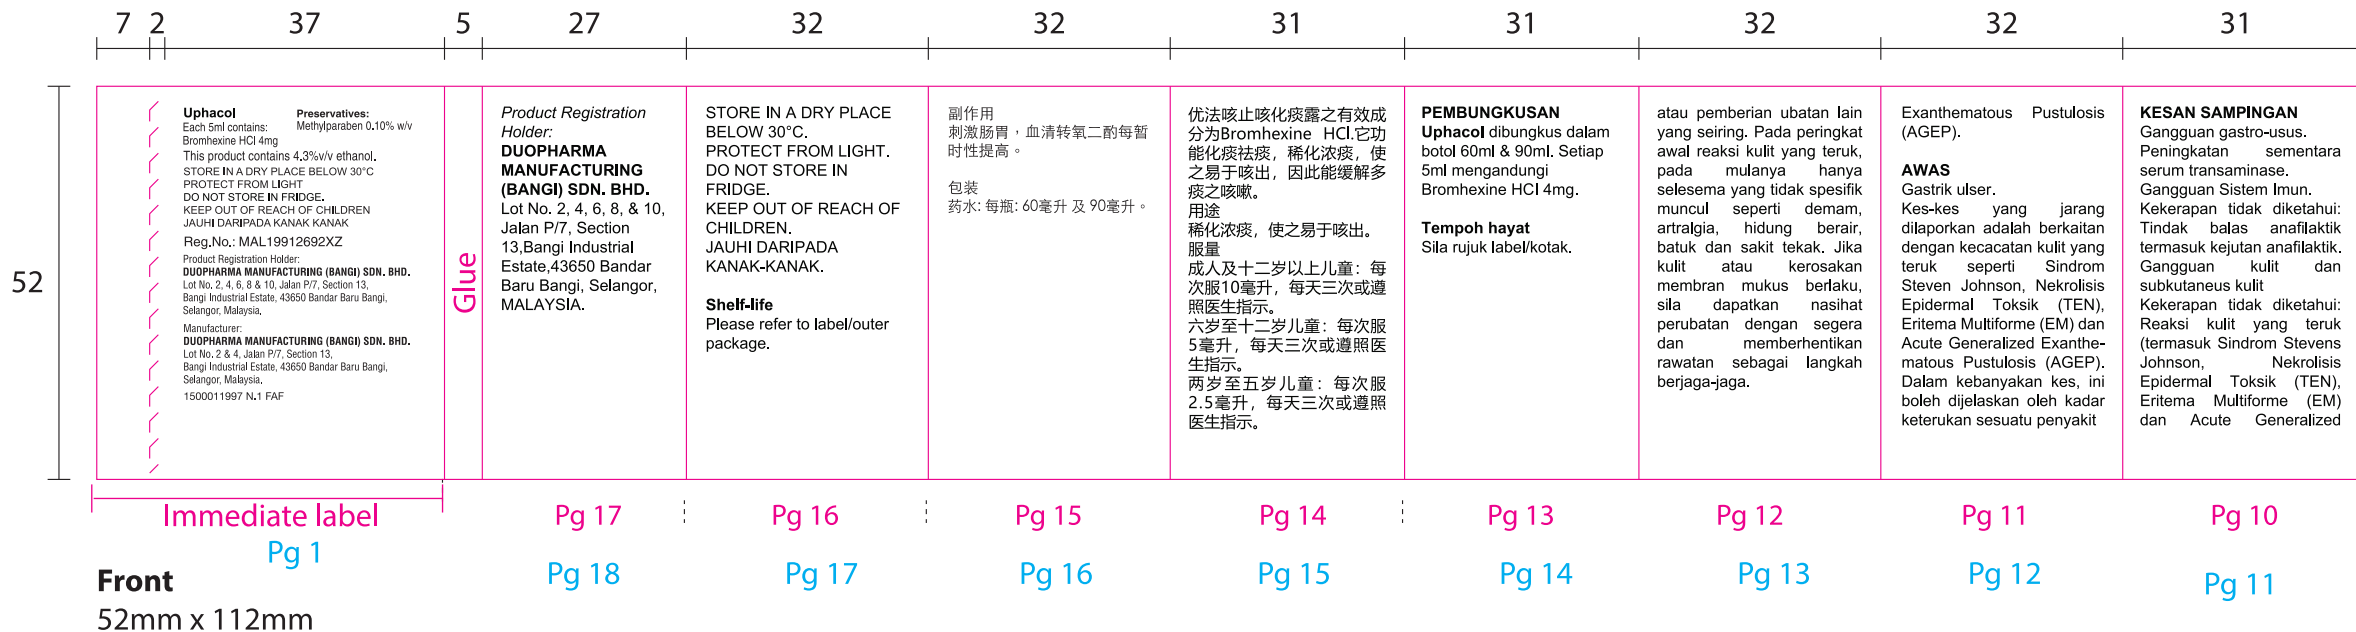 7 2 37 5 27 32 32 31 31 32 32 31
52
Uphacol
Each 5ml contains:
Bromhexine HCl 4mg
Preservatives:
Methylparaben 0.10% w/v
This product contains 4.3%v/v ethanol.
STORE IN A DRY PLACE BELOW 30°C
PROTECT FROM LIGHT
DO NOT STORE IN FRIDGE.
KEEP OUT OF REACH OF CHILDREN
JAUHI DARIPADA KANAK KANAK
Reg.No.: MAL19912692XZ
Product Registration Holder:
DUOPHARMA MANUFACTURING (BANGI) SDN. BHD.
Lot No. 2, 4, 6, 8 & 10, Jalan P/7, Section 13,
Bangi Industrial Estate, 43650 Bandar Baru Bangi,
Selangor, Malaysia.
Manufacturer:
DUOPHARMA MANUFACTURING (BANGI) SDN. BHD.
Lot No. 2 & 4, Jalan P/7, Section 13,
Bangi Industrial Estate, 43650 Bandar Baru Bangi,
Selangor, Malaysia.
1500011997 N.1 FAF
Glue
Product Registration
Holder:
DUOPHARMA
MANUFACTURING
(BANGI) SDN. BHD.
Lot No. 2, 4, 6, 8, & 10,
Jalan P/7, Section
13,Bangi Industrial
Estate,43650 Bandar
Baru Bangi, Selangor,
MALAYSIA.
STORE IN A DRY PLACE
BELOW 30°C.
PROTECT FROM LIGHT.
DO NOT STORE IN
FRIDGE.
KEEP OUT OF REACH OF
CHILDREN.
JAUHI DARIPADA
KANAK-KANAK.
Shelf-life
Please refer to label/outer
package.
副作用
刺激肠胃，血清转氧二酌每暂
时性提高。
包装
药水: 每瓶: 60毫升 及 90毫升。
优法咳止咳化痰露之有效成
分为Bromhexine HCl.它功
能化痰祛痰，稀化浓痰，使
之易于咳出，因此能缓解多
痰之咳嗽。
用途
稀化浓痰，使之易于咳出。
服量
成人及十二岁以上儿童：每
次服10毫升，每天三次或遵
照医生指示。
六岁至十二岁儿童：每次服
5毫升，每天三次或遵照医
生指示。
两岁至五岁儿童：每次服
2.5毫升，每天三次或遵照
医生指示。
PEMBUNGKUSAN
Uphacol dibungkus dalam
botol 60ml & 90ml. Setiap
5ml mengandungi
Bromhexine HCl 4mg.
Tempoh hayat
Sila rujuk label/kotak.
atau pemberian ubatan lain
yang seiring. Pada peringkat
awal reaksi kulit yang teruk,
pada mulanya hanya
selesema yang tidak spesifik
muncul seperti demam,
artralgia, hidung berair,
batuk dan sakit tekak. Jika
kulit atau kerosakan
membran mukus berlaku,
sila dapatkan nasihat
perubatan dengan segera
dan memberhentikan
rawatan sebagai langkah
berjaga-jaga.
Exanthematous Pustulosis
(AGEP).
AWAS
Gastrik ulser.
Kes-kes yang jarang
dilaporkan adalah berkaitan
dengan kecacatan kulit yang
teruk seperti Sindrom
Steven Johnson, Nekrolisis
Epidermal Toksik (TEN),
Eritema Multiforme (EM) dan
Acute Generalized Exanthe-
matous Pustulosis (AGEP).
Dalam kebanyakan kes, ini
boleh dijelaskan oleh kadar
keterukan sesuatu penyakit
KESAN SAMPINGAN
Gangguan gastro-usus.
Peningkatan sementara
serum transaminase.
Gangguan Sistem Imun.
Kekerapan tidak diketahui:
Tindak balas anafilaktik
termasuk kejutan anafilaktik.
Gangguan kulit dan
subkutaneus kulit
Kekerapan tidak diketahui:
Reaksi kulit yang teruk
(termasuk Sindrom Stevens
Johnson, Nekrolisis
Epidermal Toksik (TEN),
Eritema Multiforme (EM)
dan Acute Generalized
Immediate label Pg 17 Pg 16 Pg 15 Pg 14 Pg 13 Pg 12 Pg 11 Pg 10
Pg 1 Pg 18 Pg 17 Pg 16 Pg 15 Pg 14 Pg 13 Pg 12 Pg 11
Front
52mm x 112mm